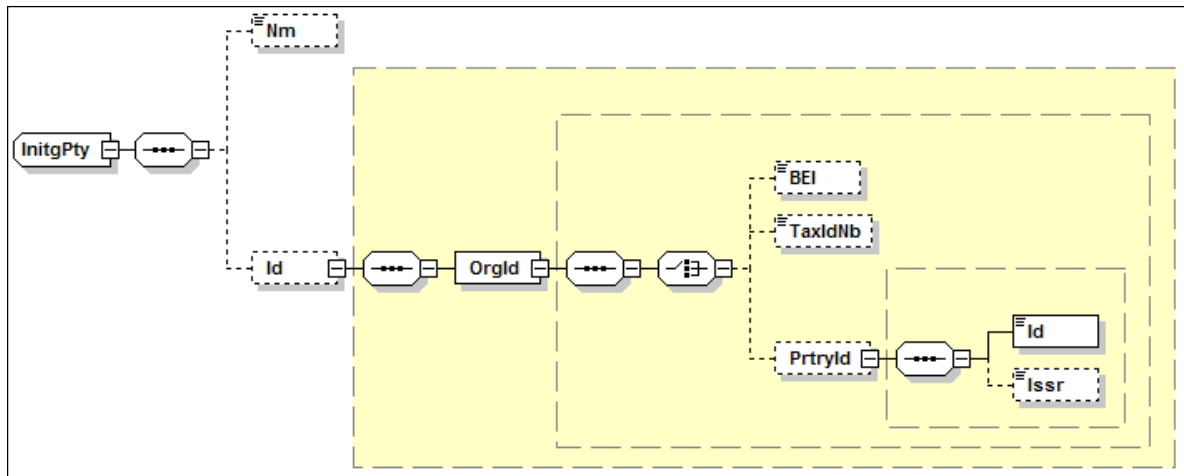 Nm
InitgPty
BEI
TaxIdNb
Id
OrgId
Id
PrtryId
Issr